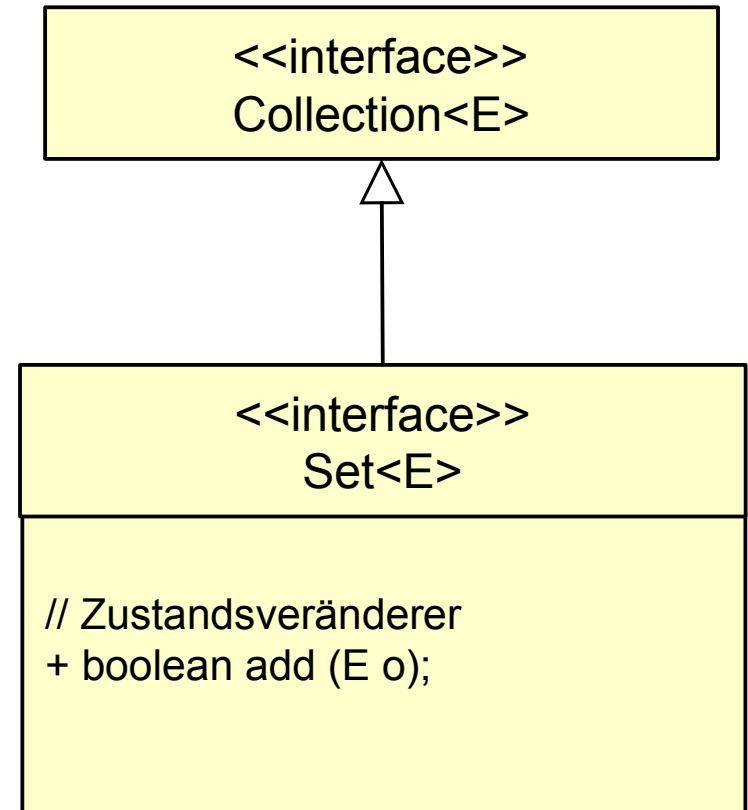 <<interface>>
Collection<E>
<<interface>>
Set<E>
// Zustandsveränderer
+ boolean add (E o);